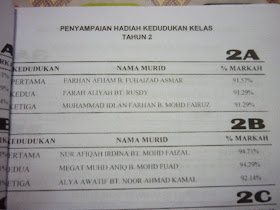 PENYAMPAIAN HADIAH KEDUDUKAN KELAS
TAHUN 2
2A
KEDUDUKAN NAMA MURID % MARKAH
PERTAMA FARHAN AFHAM B. FUHAIZAD ASMAR 91.57%
KEDUA FARAH ALIYAH BT. RUSDY 91.29%
KETIGA MUHAMMAD IDLAN FARHAN B. MOHD FAIRUZ 91.29%
2B
KEDUDUKAN NAMA MURID % MARKAH
PERTAMA NUR AFIQAH IRDINA BT. MOHD FAIZAL 94.71%
KEDUA MEGAT MUHD ANIQ B. MOHD FUAD 94.29%
KETIGA ALYA AWATIF BT. NOOR AHMAD KAMAL 92.14%
2C